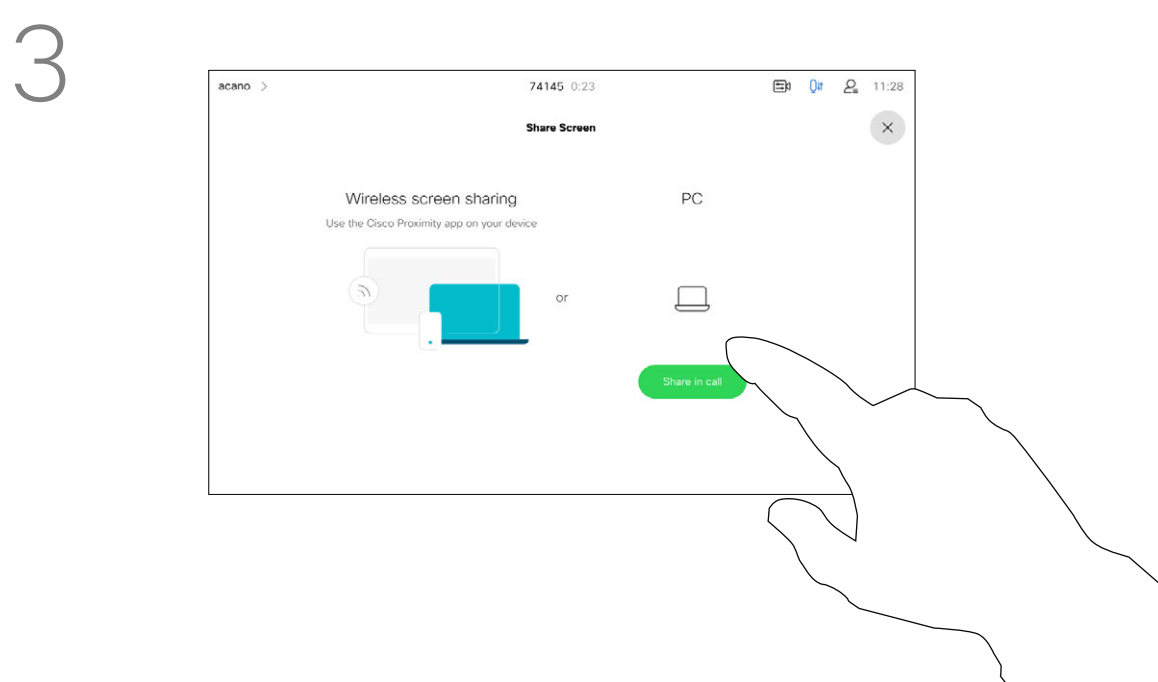 3
acano >
74145 0:23
11:28
Share Screen
Wireless screen sharing
Use the Cisco Proximity app on your device
or
PC
Share in call